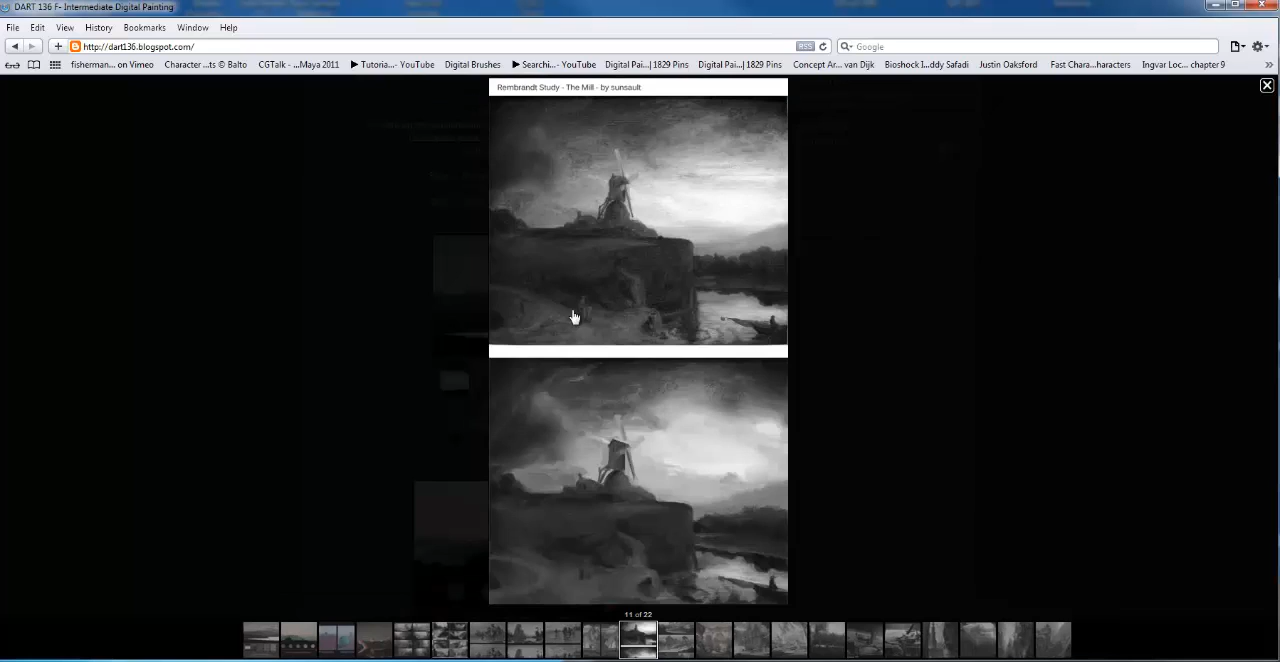 DART 136 F- Intermediate Digital Painting
File Edit View History Bookmarks Window Help
http://dart136.blogspot.com/ RSS Google
fisherman... on Vimeo Character ...ts © Balto CGTalk - ...Maya 2011 Tutoria...- YouTube Digital Brushes Searchi...- YouTube Digital Pai...| 1829 Pins Digital Pai...| 1829 Pins Concept Ar... van Dijk Bioshock I...ddy Safadi Justin Oaksford Fast Chara...haracters Ingvar Loc... chapter 9
Rembrandt Study - The Mill - by sunsault
11 of 22